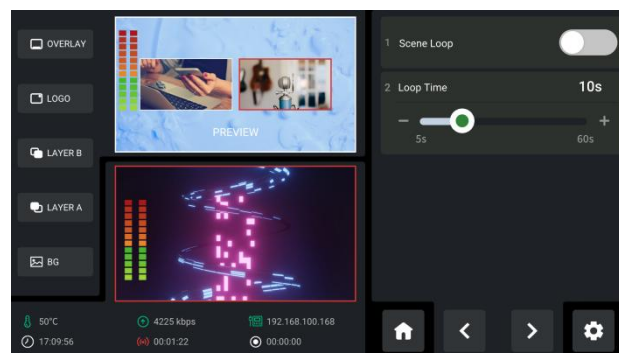 OVERLAY
LOGO
LAYER B
LAYER A
BG
PREVIEW
50°C
4225 kbps
192.168.100.168
17:09:56
00:01:22
00:00:00
1 Scene Loop
2 Loop Time 10s
5s 60s